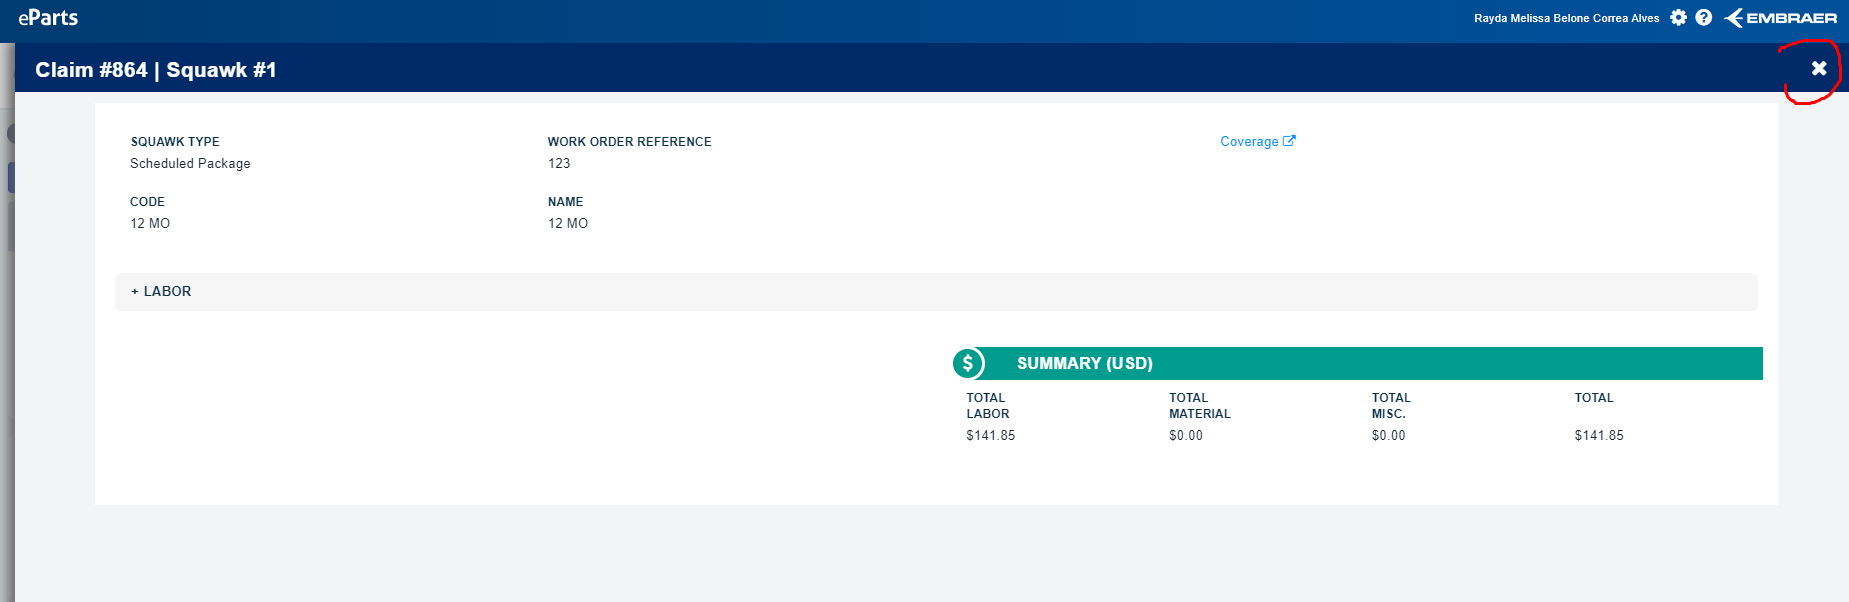 eParts
Rayda Melissa Belone Correa Alves
EMBRAER
Claim #864 | Squawk #1
SQUAWK TYPE
Scheduled Package
WORK ORDER REFERENCE
123
Coverage
CODE
12 MO
NAME
12 MO
+ LABOR
$ SUMMARY (USD)
TOTAL LABOR
$141.85
TOTAL MATERIAL
$0.00
TOTAL MISC.
$0.00
TOTAL
$141.85